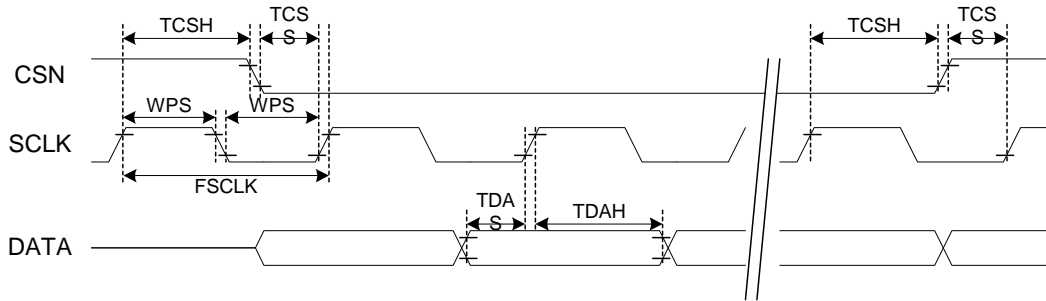 TCSH
TCS
S
TCSH
TCS
S
CSN
WPS
WPS
SCLK
FSCLK
TDA
S
TDAH
DATA